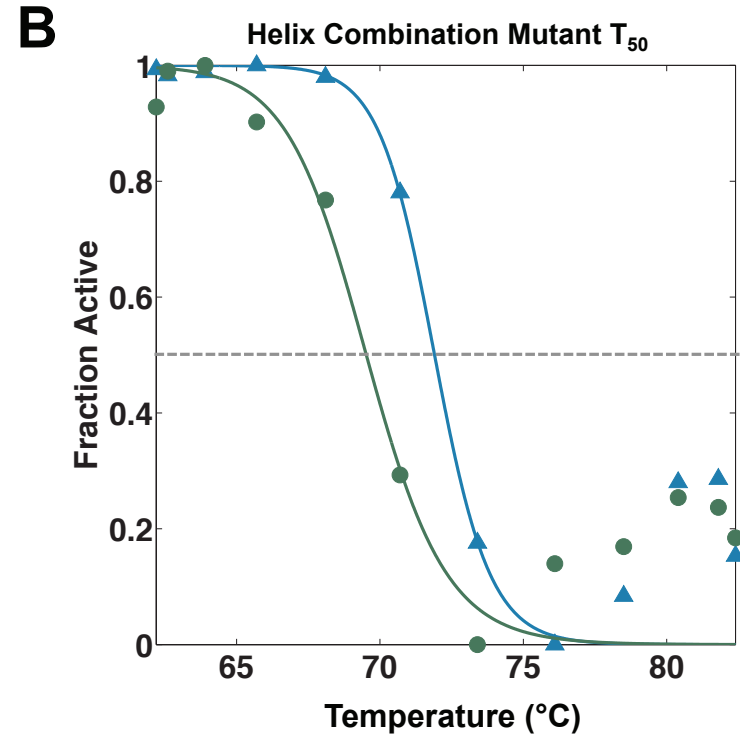 B
Helix Combination Mutant T50
1
0.8
0.6
0.4
0.2
0
Fraction Active
65 70 75 80
Temperature (°C)